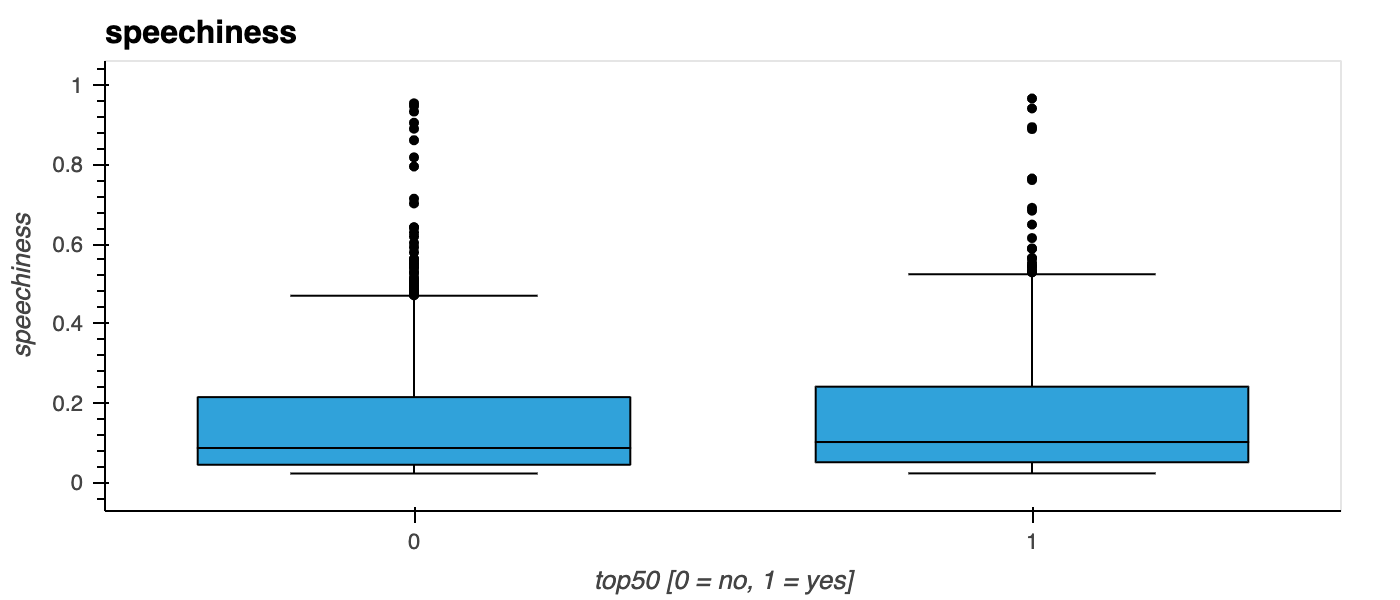 speechiness
1
0.8
0.6
0.4
0.2
0
speechiness
0
1
top50 [0 = no, 1 = yes]